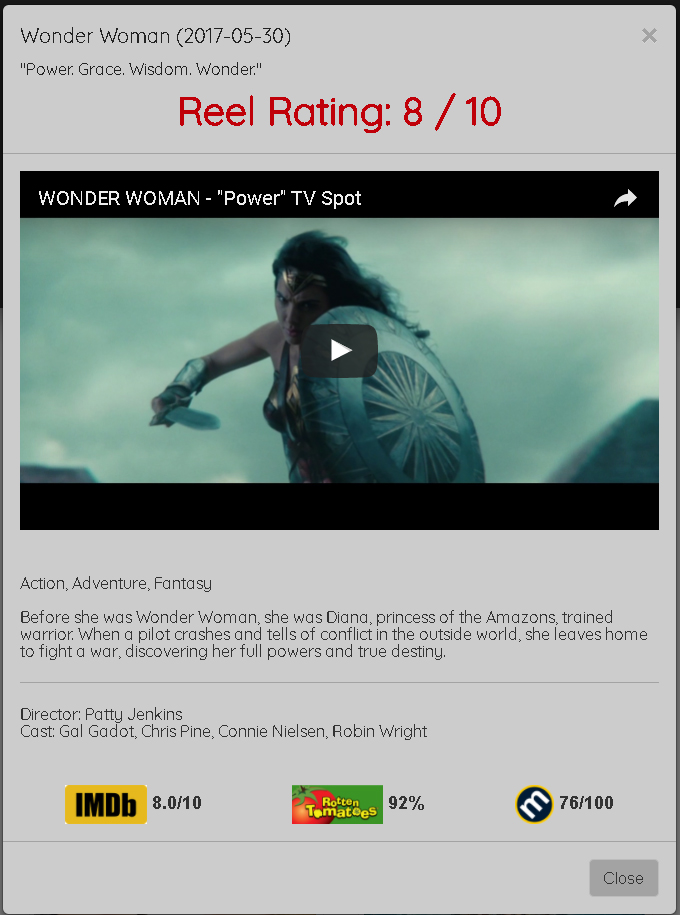 Wonder Woman (2017-05-30)
×
"Power. Grace. Wisdom. Wonder."
Reel Rating: 8 / 10
WONDER WOMAN - "Power" TV Spot
Action, Adventure, Fantasy
Before she was Wonder Woman, she was Diana, princess of the Amazons, trained
warrior. When a pilot crashes and tells of conflict in the outside world, she leaves home
to fight a war, discovering her full powers and true destiny.
Director: Patty Jenkins
Cast: Gal Gadot, Chris Pine, Connie Nielsen, Robin Wright
IMDb 8.0/10
Rotten Tomatoes 92%
m 76/100
Close